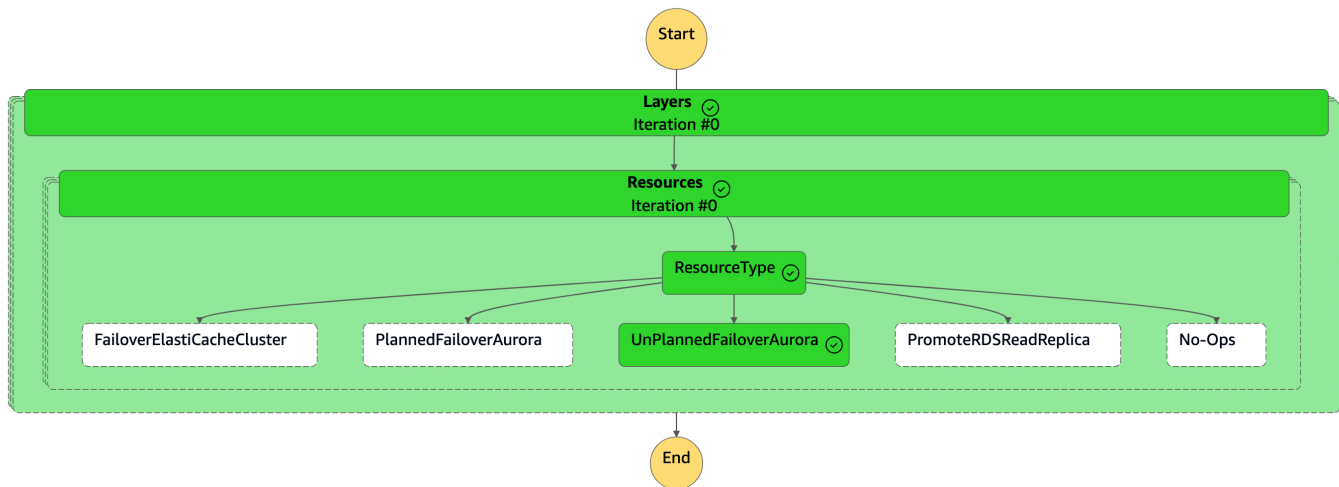 Start
Layers
Iteration #0
Resources
Iteration #0
ResourceType
FailoverElastiCacheCluster
PlannedFailoverAurora
UnPlannedFailoverAurora
PromoteRDSReadReplica
No-Ops
End